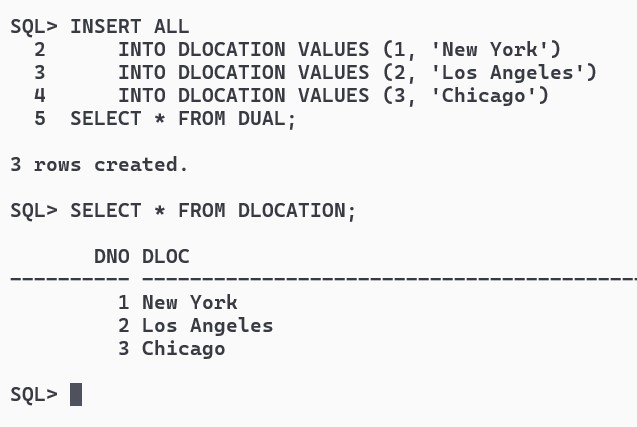 SQL> INSERT ALL
  2      INTO DLOCATION VALUES (1, 'New York')
  3      INTO DLOCATION VALUES (2, 'Los Angeles')
  4      INTO DLOCATION VALUES (3, 'Chicago')
  5  SELECT * FROM DUAL;
3 rows created.
SQL> SELECT * FROM DLOCATION;
       DNO DLOC
---------- ------------------------------------------
         1 New York
         2 Los Angeles
         3 Chicago
SQL>